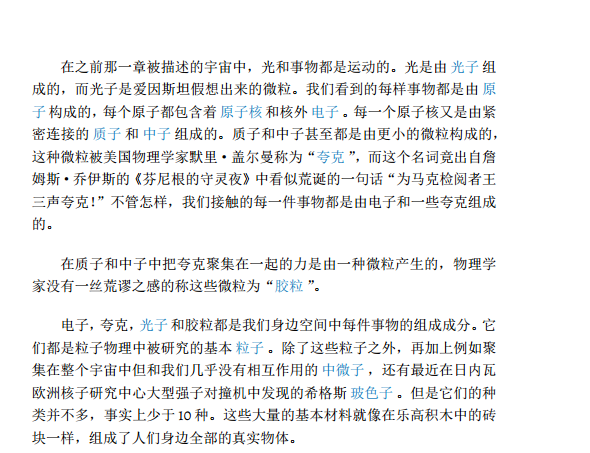 在之前那一章被描述的宇宙中，光和事物都是运动的。光是由 光子 组
成的，而光子是爱因斯坦假想出来的微粒。我们看到的每样事物都是由 原
子 构成的，每个原子都包含着 原子核 和核外 电子 。每一个原子核又是由紧
密连接的 质子 和 中子 组成的。质子和中子甚至都是由更小的微粒构成的，
这种微粒被美国物理学家默里·盖尔曼称为“夸克”，而这个名词竟出自詹
姆斯·乔伊斯的《芬尼根的守灵夜》中看似荒诞的一句话“为马克检阅者王
三声夸克！”不管怎样，我们接触的每一件事物都是由电子和一些夸克组成
的。
在质子和中子中把夸克聚集在一起的力是由一种微粒产生的，物理学
家没有一丝荒谬之感的称这些微粒为“胶粒 ”。
电子，夸克，光子 和胶粒都是我们身边空间中每件事物的组成成分。它
们都是粒子物理中被研究的基本 粒子 。除了这些粒子之外，再加上例如聚
集在整个宇宙中但和我们几乎没有相互作用的 中微子 ，还有最近在日内瓦
欧洲核子研究中心大型强子对撞机中发现的希格斯 玻色子 。但是它们的种
类并不多，事实上少于 10 种。这些大量的基本材料就像在乐高积木中的砖
块一样，组成了人们身边全部的真实物体。